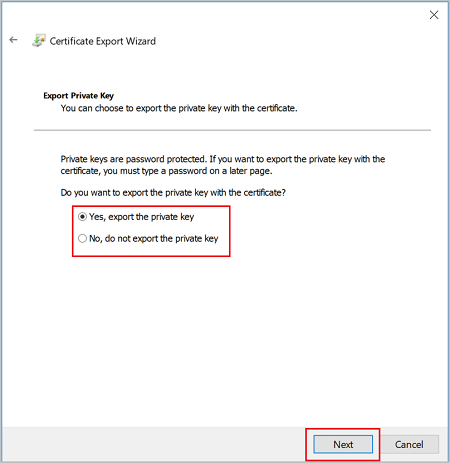 Certificate Export Wizard
Export Private Key
You can choose to export the private key with the certificate.
Private keys are password protected. If you want to export the private key with the
certificate, you must type a password on a later page.
Do you want to export the private key with the certificate?
Yes, export the private key
No, do not export the private key
Next
Cancel